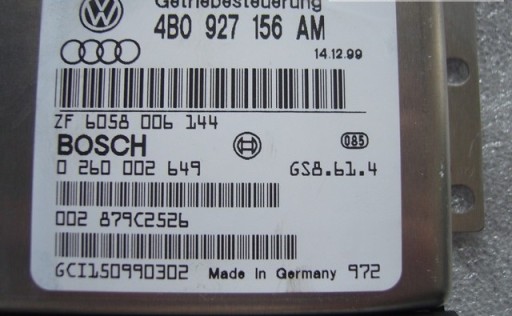 Getriebesteuerung
4B0 927 156 AM
14.12.99
ZF 6058 006 144
BOSCH
085
0 260 002 649 GS8.61.4
002 879C2526
GCI150990302 Made in Germany 972